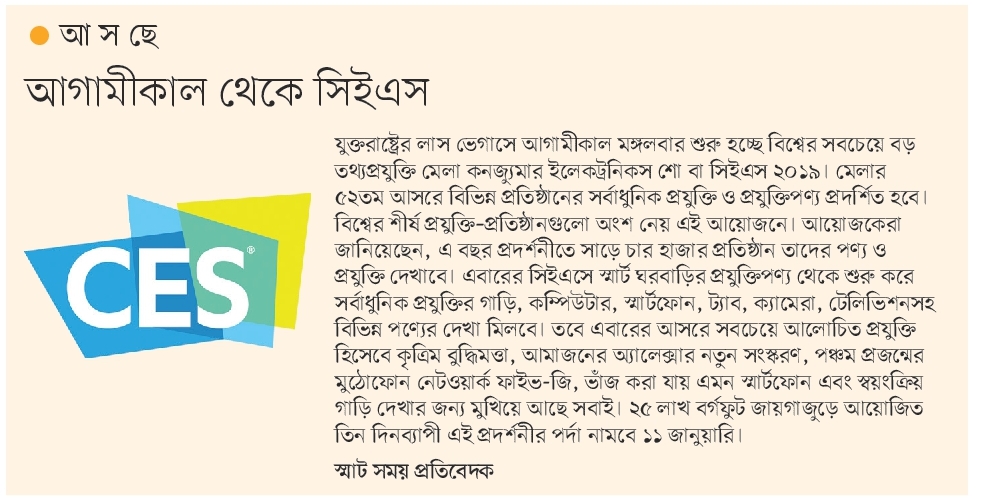 আ স ছে
আগামীকাল থেকে সিইএস
যুক্তরাষ্ট্রের লাস ভেগাসে আগামীকাল মঙ্গলবার শুরু হচ্ছে বিশ্বের সবচেয়ে বড়
তথ্যপ্রযুক্তি মেলা কনজ্যুমার ইলেকট্রনিকস শো বা সিইএস ২০১৯। মেলার
৫২তম আসরে বিভিন্ন প্রতিষ্ঠানের সর্বাধুনিক প্রযুক্তি ও প্রযুক্তিপণ্য প্রদর্শিত হবে।
বিশ্বের শীর্ষ প্রযুক্তি-প্রতিষ্ঠানগুলো অংশ নেয় এই আয়োজনে। আয়োজকেরা
জানিয়েছেন, এ বছর প্রদর্শনীতে সাড়ে চার হাজার প্রতিষ্ঠান তাদের পণ্য ও
প্রযুক্তি দেখাবে। এবারের সিইএসে স্মার্ট ঘরবাড়ির প্রযুক্তিপণ্য থেকে শুরু করে
সর্বাধুনিক প্রযুক্তির গাড়ি, কম্পিউটার, স্মার্টফোন, ট্যাব, ক্যামেরা, টেলিভিশনসহ
বিভিন্ন পণ্যের দেখা মিলবে। তবে এবারের আসরে সবচেয়ে আলোচিত প্রযুক্তি
হিসেবে কৃত্রিম বুদ্ধিমত্তা, আমাজনের অ্যালেক্সার নতুন সংস্করণ, পঞ্চম প্রজন্মের
মুঠোফোন নেটওয়ার্ক ফাইভ-জি, ভাঁজ করা যায় এমন স্মার্টফোন এবং স্বয়ংক্রিয়
গাড়ি দেখার জন্য মুখিয়ে আছে সবাই। ২৫ লাখ বর্গফুট জায়গাজুড়ে আয়োজিত
তিন দিনব্যাপী এই প্রদর্শনীর পর্দা নামবে ১১ জানুয়ারি।
স্মাট সময় প্রতিবেদক
CES®